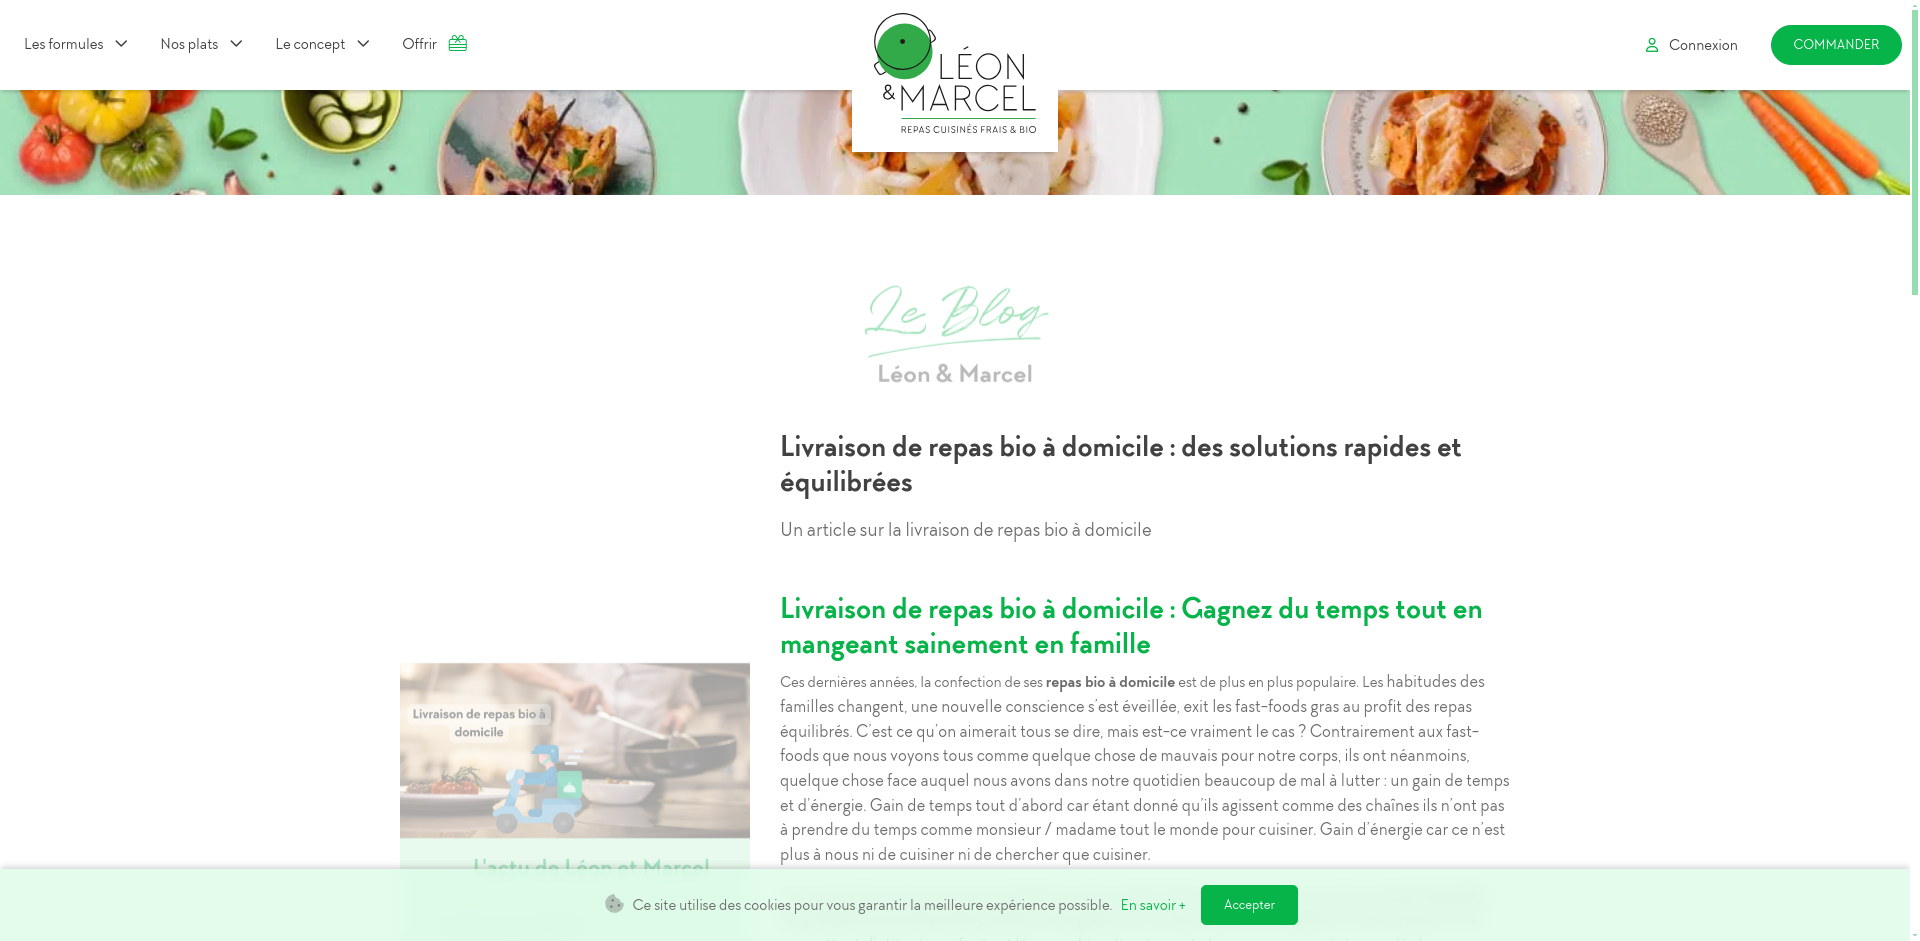 Les formules
Nos plats
Le concept
Offrir
LÉON
& MARCEL
REPAS CUISINÉS FRAIS & BIO
Connexion
COMMANDER
Le Blog
Léon & Marcel
Livraison de repas bio à domicile : des solutions rapides et
équilibrées
Un article sur la livraison de repas bio à domicile
Livraison de repas bio à domicile : Gagnez du temps tout en
mangeant sainement en famille
Ces dernières années, la confection de ses repas bio à domicile est de plus en plus populaire. Les habitudes des
familles changent, une nouvelle conscience s'est éveillée, exit les fast-foods gras au profit des repas
équilibrés. C'est ce qu'on aimerait tous se dire, mais est-ce vraiment le cas ? Contrairement aux fast-
foods que nous voyons tous comme quelque chose de mauvais pour notre corps, ils ont néanmoins,
quelque chose face auquel nous avons dans notre quotidien beaucoup de mal à lutter : un gain de temps
et d'énergie. Gain de temps tout d'abord car étant donné qu'ils agissent comme des chaînes ils n'ont pas
à prendre du temps comme monsieur / madame tout le monde pour cuisiner. Gain d'énergie car ce n'est
plus à nous ni de cuisiner ni de chercher que cuisiner.
Livraison de repas bio à
domicile
L'actu de Léon et Marcel
Ce site utilise des cookies pour vous garantir la meilleure expérience possible. En savoir +
Accepter